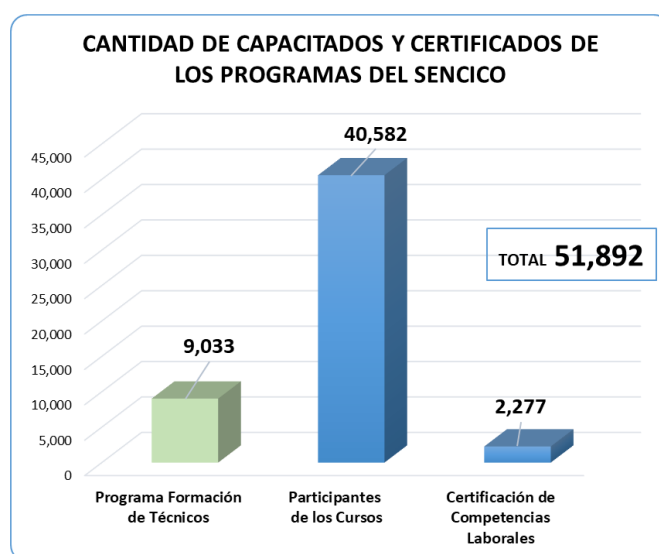 CANTIDAD DE CAPACITADOS Y CERTIFICADOS DE
LOS PROGRAMAS DEL SENCICO
45,000
40,000
35,000
30,000
25,000
20,000
15,000
10,000
5,000
0
9,033
40,582
2,277
TOTAL 51,892
Programa Formación
de Técnicos
Participantes
de los Cursos
Certificación de
Competencias
Laborales